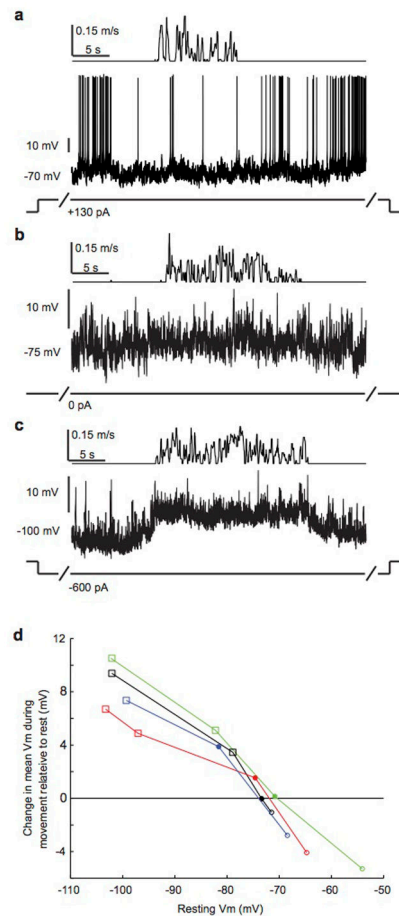 a
0.15 m/s
5 s
10 mV
-70 mV
+130 pA
b
0.15 m/s
5 s
10 mV
-75 mV
0 pA
c
0.15 m/s
5 s
10 mV
-100 mV
-600 pA
d
12
8
4
0
-4
Change in mean Vm during
movement releteive to rest (mV)
-110
-100
-90
-80
-70
-60
-50
Resting Vm (mV)